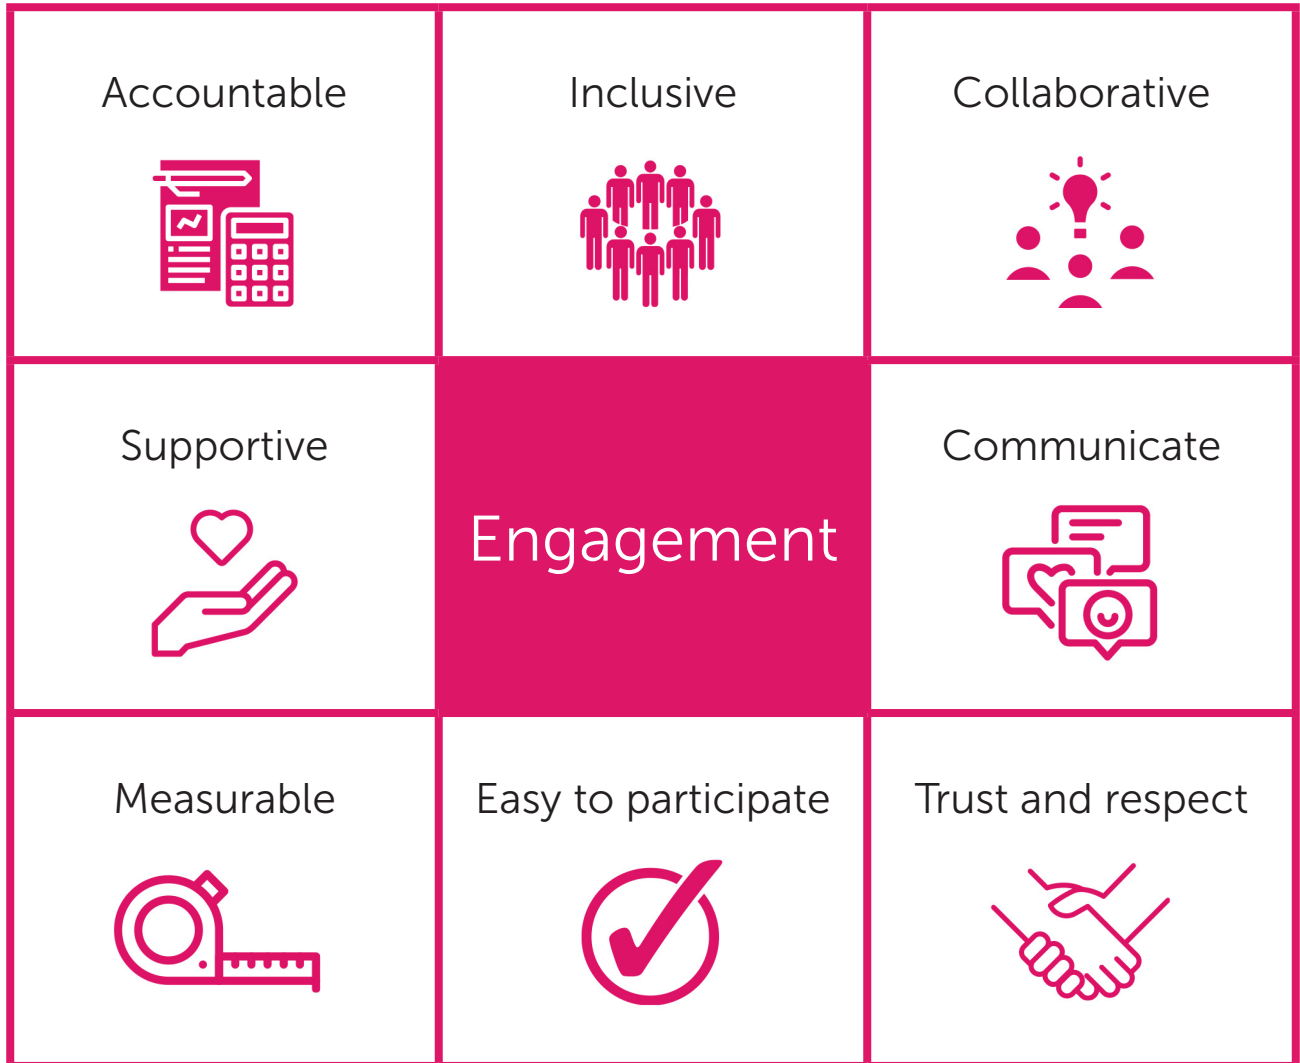 Accountable
Inclusive
Collaborative
Supportive
Engagement
Communicate
Measurable
Easy to participate
Trust and respect